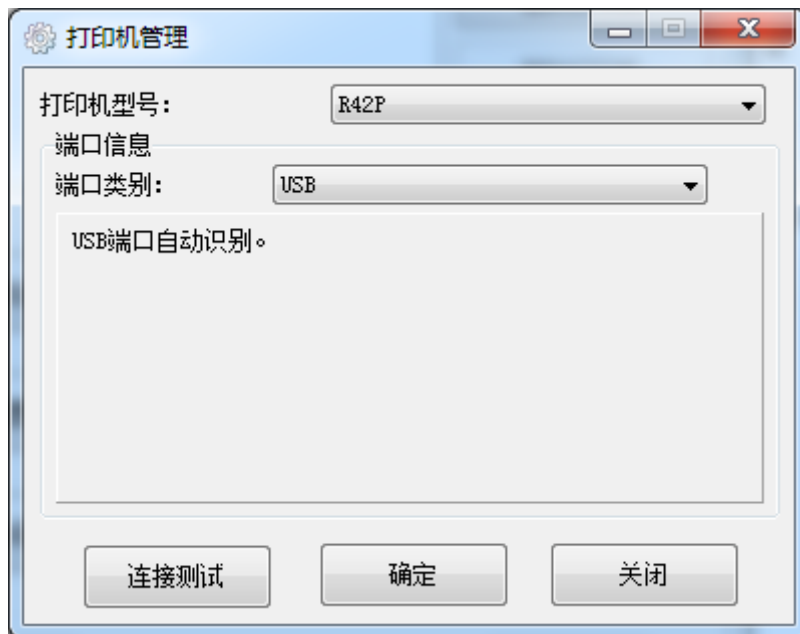 打印机管理
打印机型号: R42P
端口信息
端口类别: USB
USB端口自动识别。
连接测试 确定 关闭